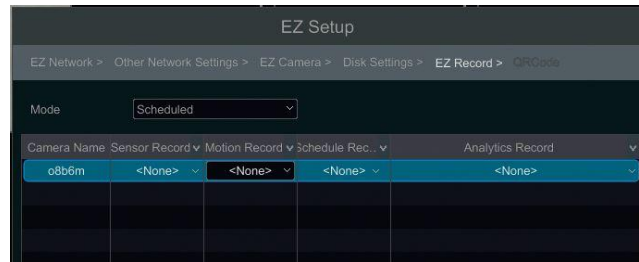 EZ Setup
EZ Network > Other Network Settings > EZ Camera > Disk Settings > EZ Record > QRCode
Mode Scheduled
Camera Name Sensor Record Motion Record Schedule Rec.. Analytics Record
o8b6m <None> <None> <None> <None>